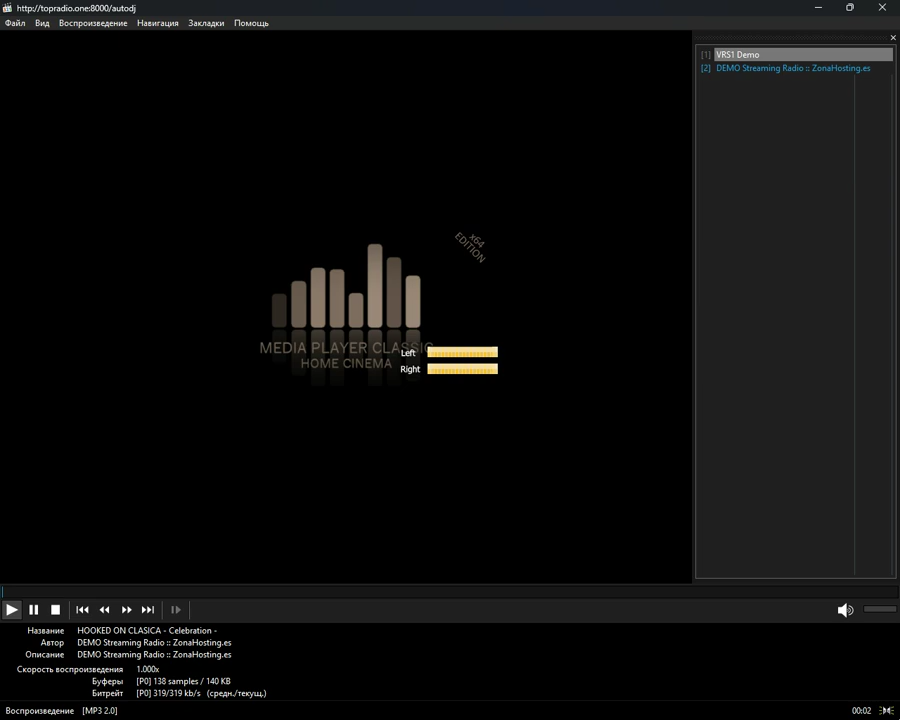 http://topradio.one:8000/autodj
Файл Вид Воспроизведение Навигация Закладки Помощь
[1] VRS1 Demo
[2] DEMO Streaming Radio :: ZonaHosting.es
x64
EDITION
MEDIA PLAYER CLASSIC
HOME CINEMA
Left
Right
Название HOOKED ON CLASICA - Celebration -
Автор DEMO Streaming Radio :: ZonaHosting.es
Описание DEMO Streaming Radio :: ZonaHosting.es
Скорость воспроизведения 1.000x
Буферы [P0] 138 samples / 140 KB
Битрейт [P0] 319/319 kb/s (средн./текущ.)
Воспроизведение [MP3 2.0] 00:02